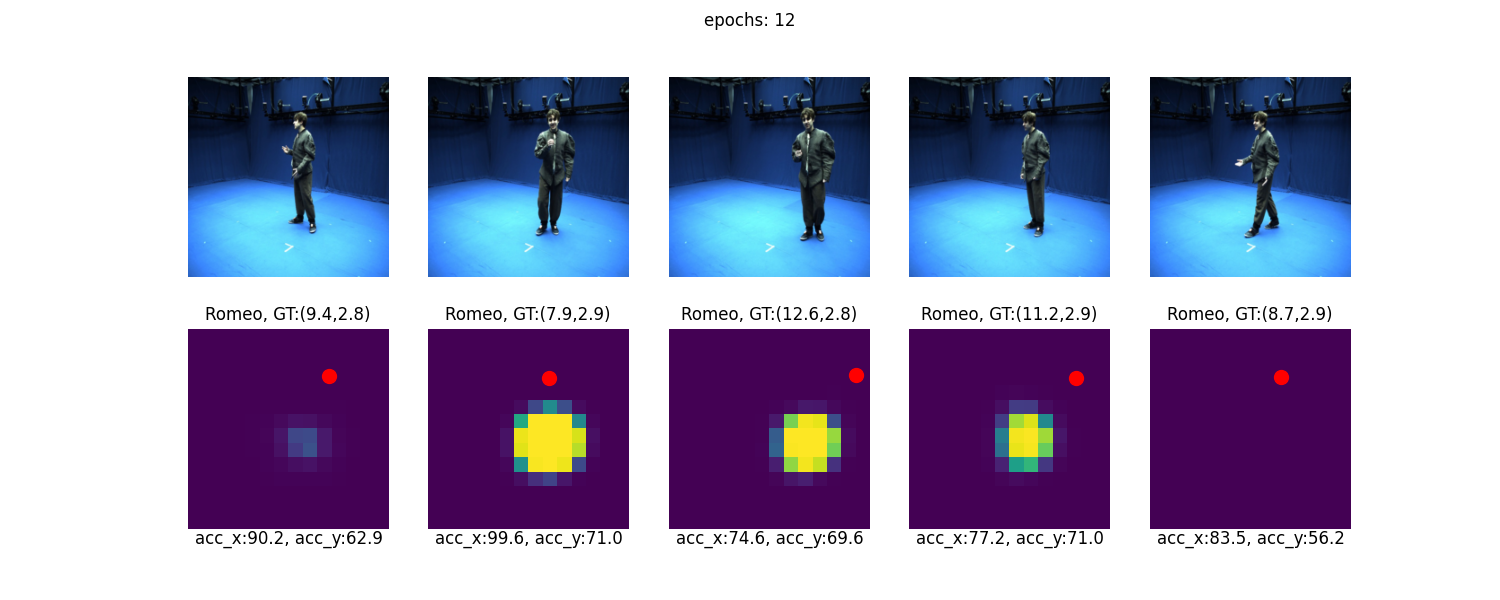 epochs: 12
Romeo, GT:(9.4,2.8)
Romeo, GT:(7.9,2.9)
Romeo, GT:(12.6,2.8)
Romeo, GT:(11.2,2.9)
Romeo, GT:(8.7,2.9)
acc_x:90.2, acc_y:62.9
acc_x:99.6, acc_y:71.0
acc_x:74.6, acc_y:69.6
acc_x:77.2, acc_y:71.0
acc_x:83.5, acc_y:56.2